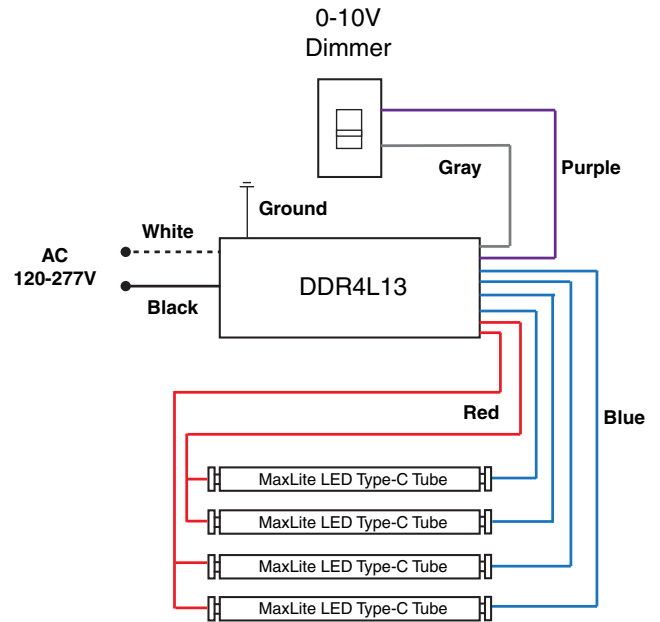 0-10V
Dimmer
Gray
Purple
Ground
White
AC
120-277V
DDR4L13
Black
Red
Blue
MaxLite LED Type-C Tube
MaxLite LED Type-C Tube
MaxLite LED Type-C Tube
MaxLite LED Type-C Tube